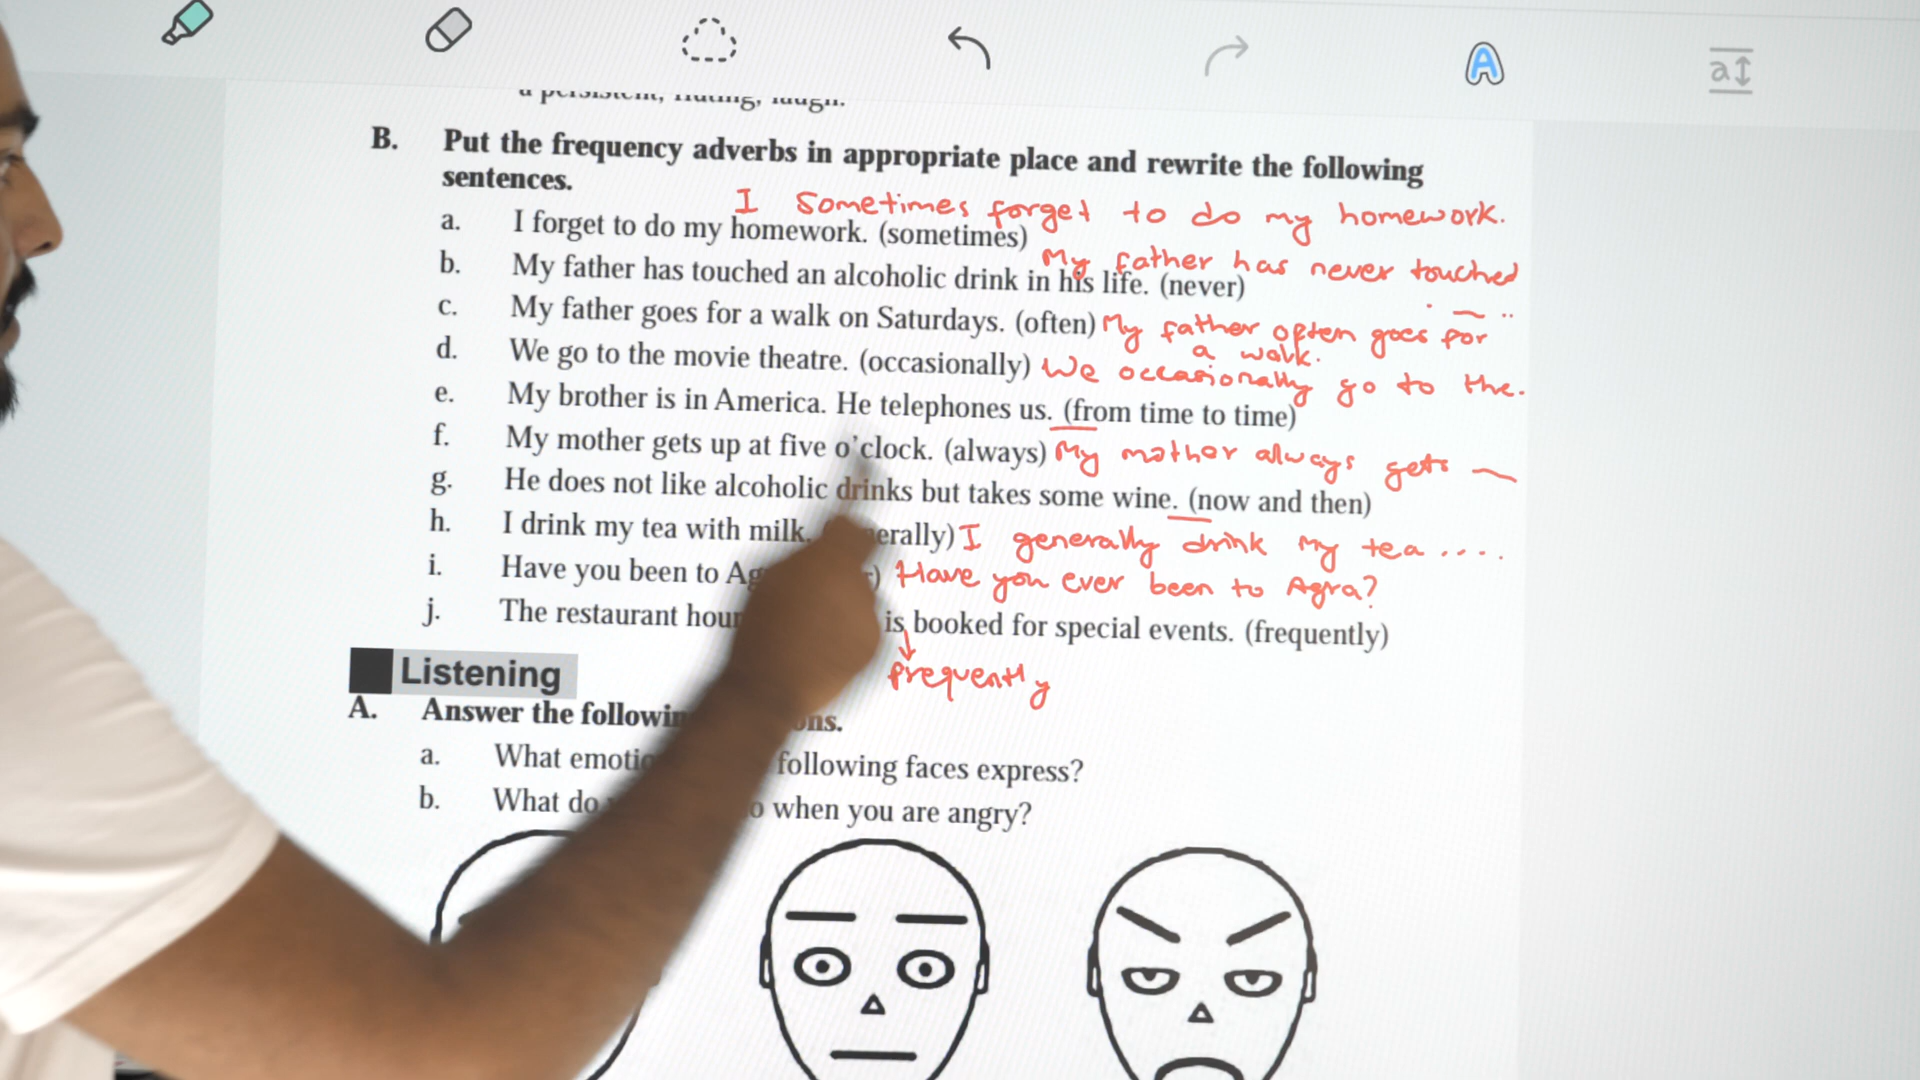 B. Put the frequency adverbs in appropriate place and rewrite the following
sentences.
I Sometimes forget to do my homework.
a. I forget to do my homework. (sometimes)
My father has never touched
b. My father has touched an alcoholic drink in his life. (never)
c. My father goes for a walk on Saturdays. (often) My father often goes for
a walk.
d. We go to the movie theatre. (occasionally) We occasionally go to the.
e. My brother is in America. He telephones us. (from time to time)
f. My mother gets up at five o'clock. (always) My mother always gets
g. He does not like alcoholic drinks but takes some wine. (now and then)
h. I drink my tea with milk. erally) I generally drink my tea ....
i. Have you been to Ag ) Have you ever been to Agra?
j. The restaurant hour is booked for special events. (frequently)
frequently
Listening
A. Answer the followin ons.
a. What emotio following faces express?
b. What do o when you are angry?
A
a